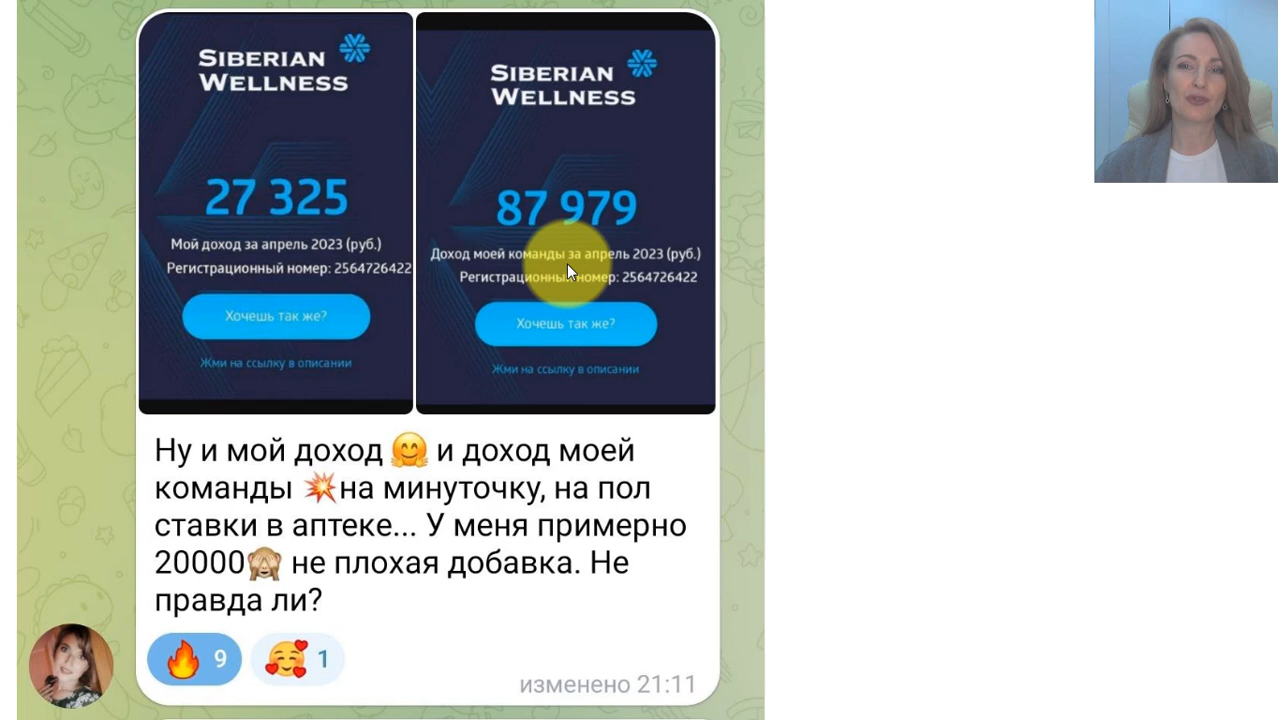 SIBERIAN
WELLNESS
27 325
Мой доход за апрель 2023 (руб.)
Регистрационный номер: 2564726422
Хочешь так же?
Жми на ссылку в описании
SIBERIAN
WELLNESS
87 979
Доход моей команды за апрель 2023 (руб.)
Регистрационный номер: 2564726422
Хочешь так же?
Жми на ссылку в описании
Ну и мой доход 🤗 и доход моей
команды 💥на минуточку, на пол
ставки в аптеке... У меня примерно
20000🙈 не плохая добавка. Не
правда ли?
🔥 9 🥰 1
изменено 21:11